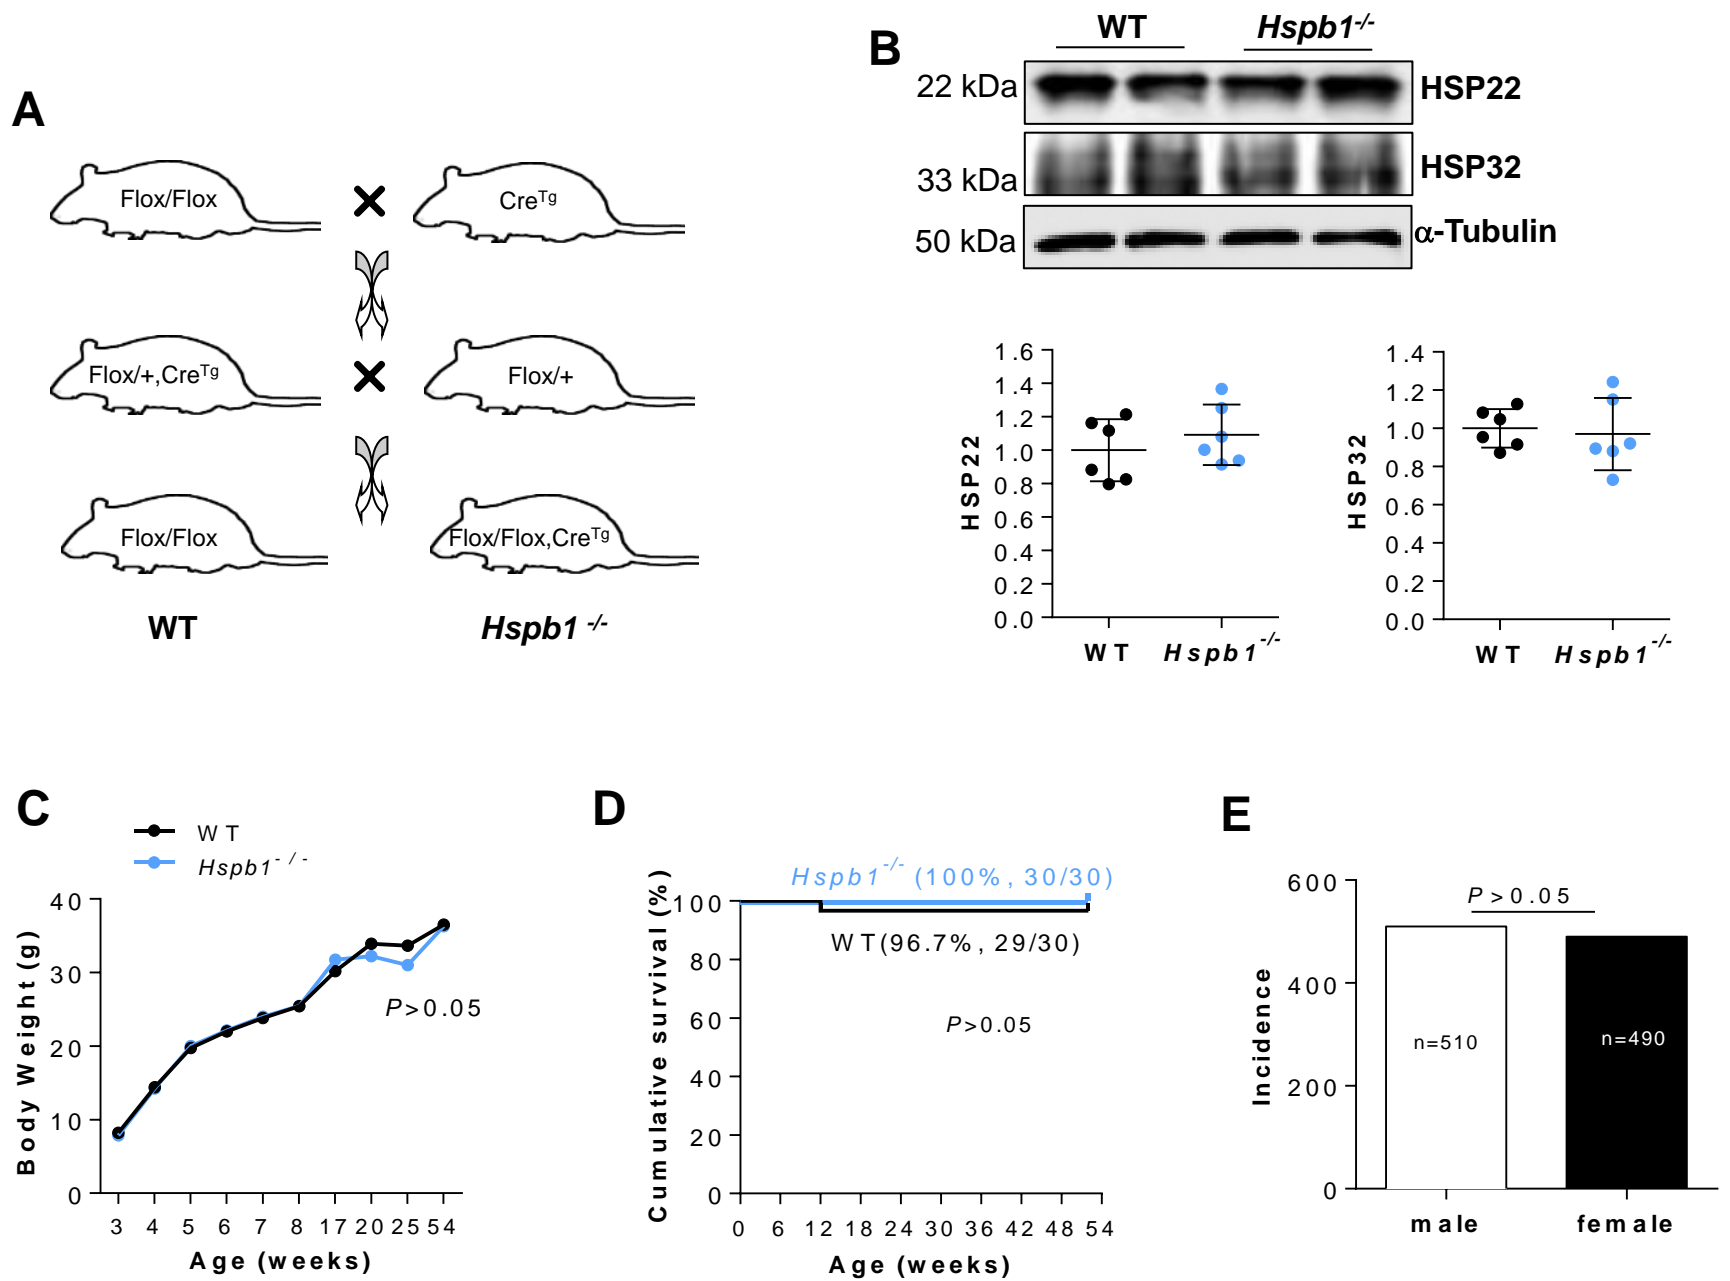 A
Flox/Flox
Cre^Tg
Flox/+,Cre^Tg
Flox/+
Flox/Flox
Flox/Flox,Cre^Tg
WT
Hspb1 -/-
B
WT
Hspb1-/-
22 kDa
HSP22
33 kDa
HSP32
50 kDa
α-Tubulin
HSP22
1.6
1.4
1.2
1.0
0.8
0.6
0.4
0.2
0.0
WT
Hspb1-/-
HSP32
1.4
1.2
1.0
0.8
0.6
0.4
0.2
0.0
WT
Hspb1-/-
C
WT
Hspb1-/-
Body Weight (g)
40
30
20
10
0
P>0.05
3 4 5 6 7 8 17 20 25 54
Age (weeks)
D
Cumulative survival (%)
100
80
60
40
20
0
Hspb1-/- (100%, 30/30)
WT(96.7%, 29/30)
P>0.05
0 6 12 18 24 30 36 42 48 54
Age (weeks)
E
Incidence
600
400
200
0
P>0.05
n=510
n=490
male
female